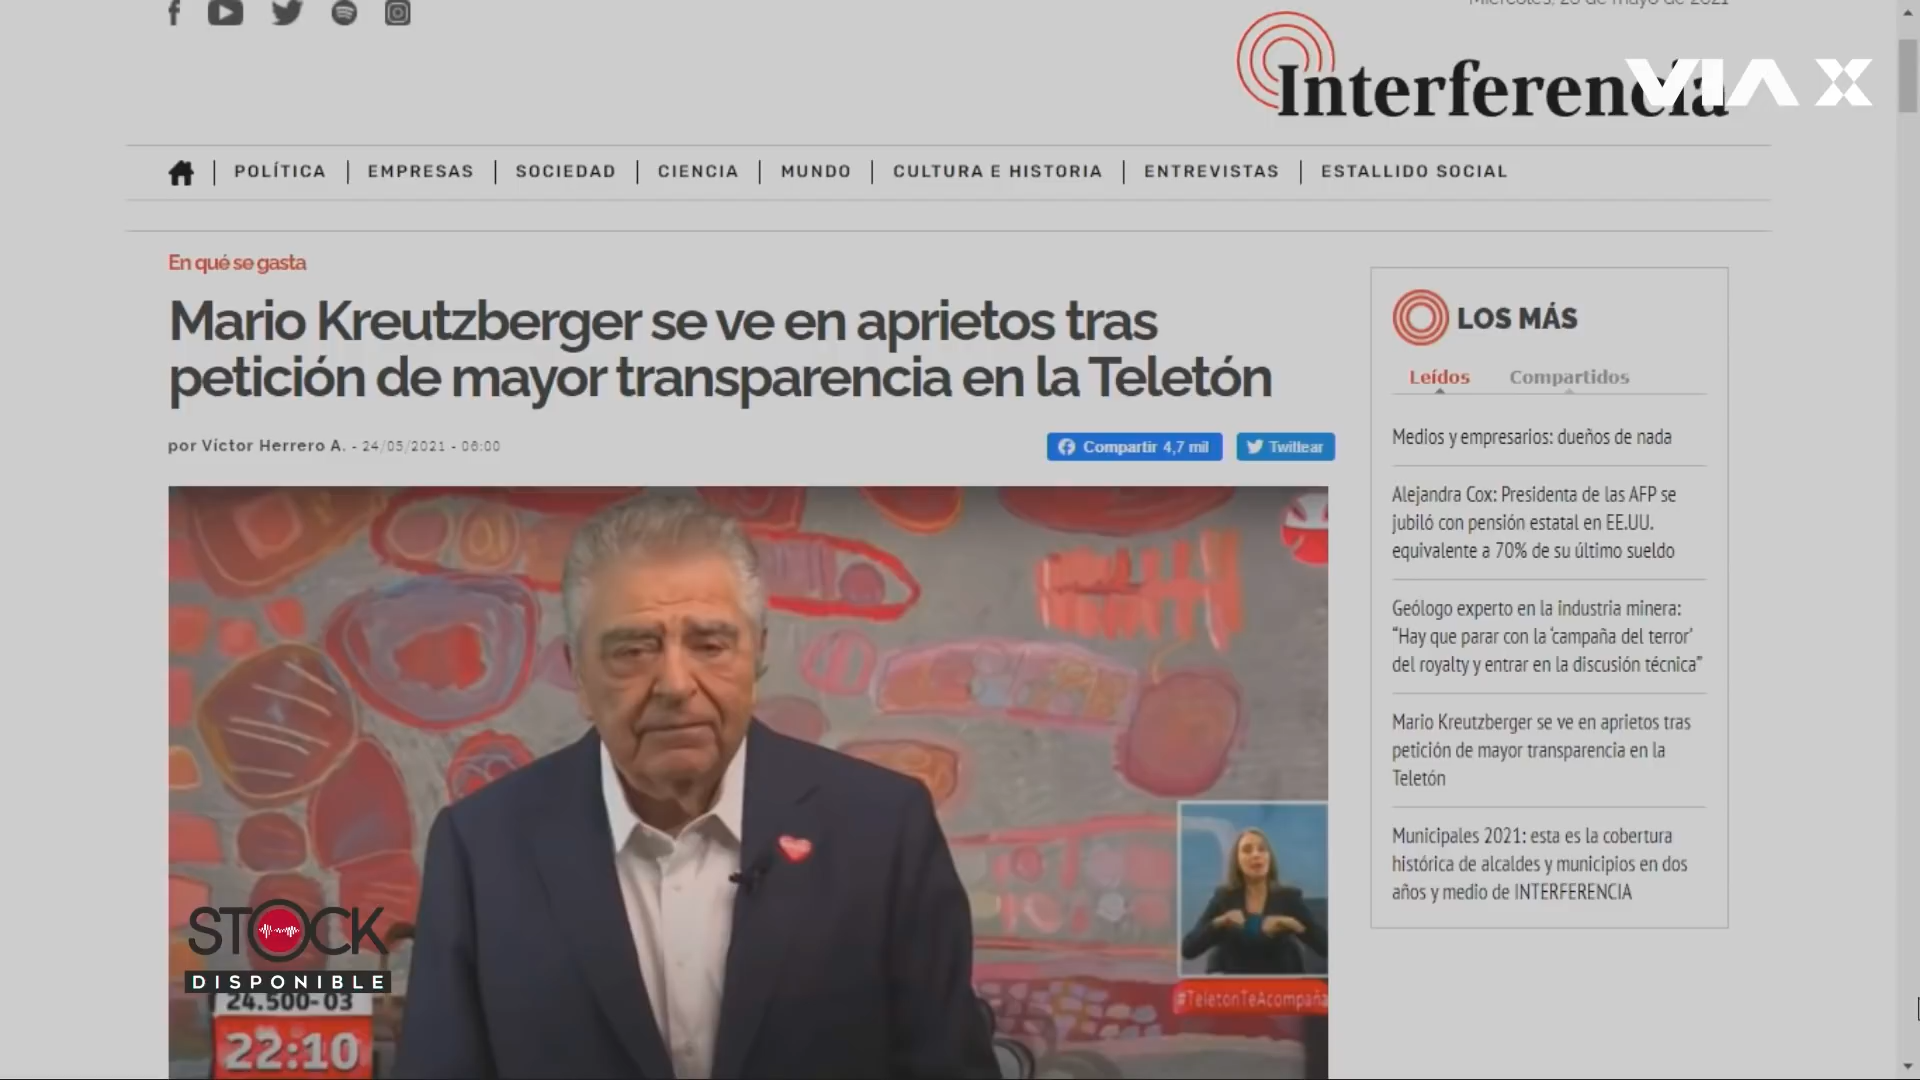 Miércoles, 26 de mayo de 2021
Interferencia
VIA X
POLÍTICA
EMPRESAS
SOCIEDAD
CIENCIA
MUNDO
CULTURA E HISTORIA
ENTREVISTAS
ESTALLIDO SOCIAL
En qué se gasta
Mario Kreutzberger se ve en aprietos tras
petición de mayor transparencia en la Teletón
por Víctor Herrero A. - 24/05/2021 - 06:00
Compartir 4,7 mil
Twittear
LOS MÁS
Leídos
Compartidos
Medios y empresarios: dueños de nada
Alejandra Cox: Presidenta de las AFP se
jubiló con pensión estatal en EE.UU.
equivalente a 70% de su último sueldo
Geólogo experto en la industria minera:
“Hay que parar con la ‘campaña del terror’
del royalty y entrar en la discusión técnica”
Mario Kreutzberger se ve en aprietos tras
petición de mayor transparencia en la
Teletón
Municipales 2021: esta es la cobertura
histórica de alcaldes y municipios en dos
años y medio de INTERFERENCIA
STOCK
DISPONIBLE
24.500-03
22:10
#TeletonTeAcompaña